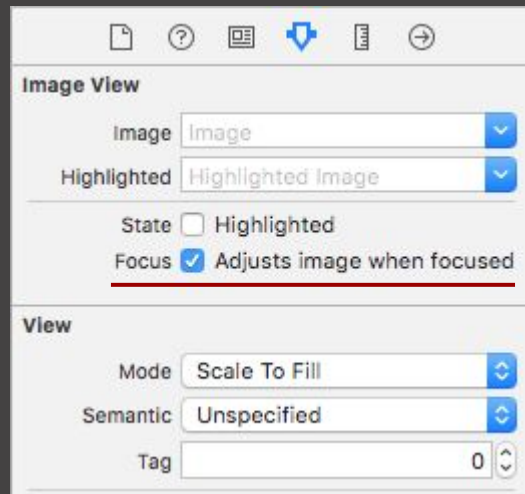 Image View
Image Image
Highlighted Highlighted Image
State Highlighted
Focus Adjusts image when focused
View
Mode Scale To Fill
Semantic Unspecified
Tag 0